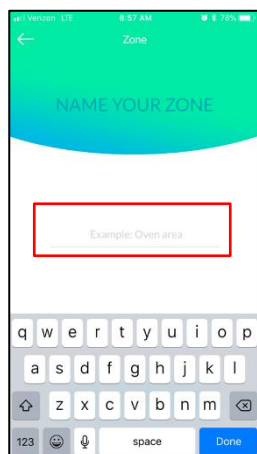 Verizon LTE 8:57 AM 78%
Zone
NAME YOUR ZONE
Example: Oven area
q w e r t y u i o p
a s d f g h j k l
z x c v b n m
123 space Done